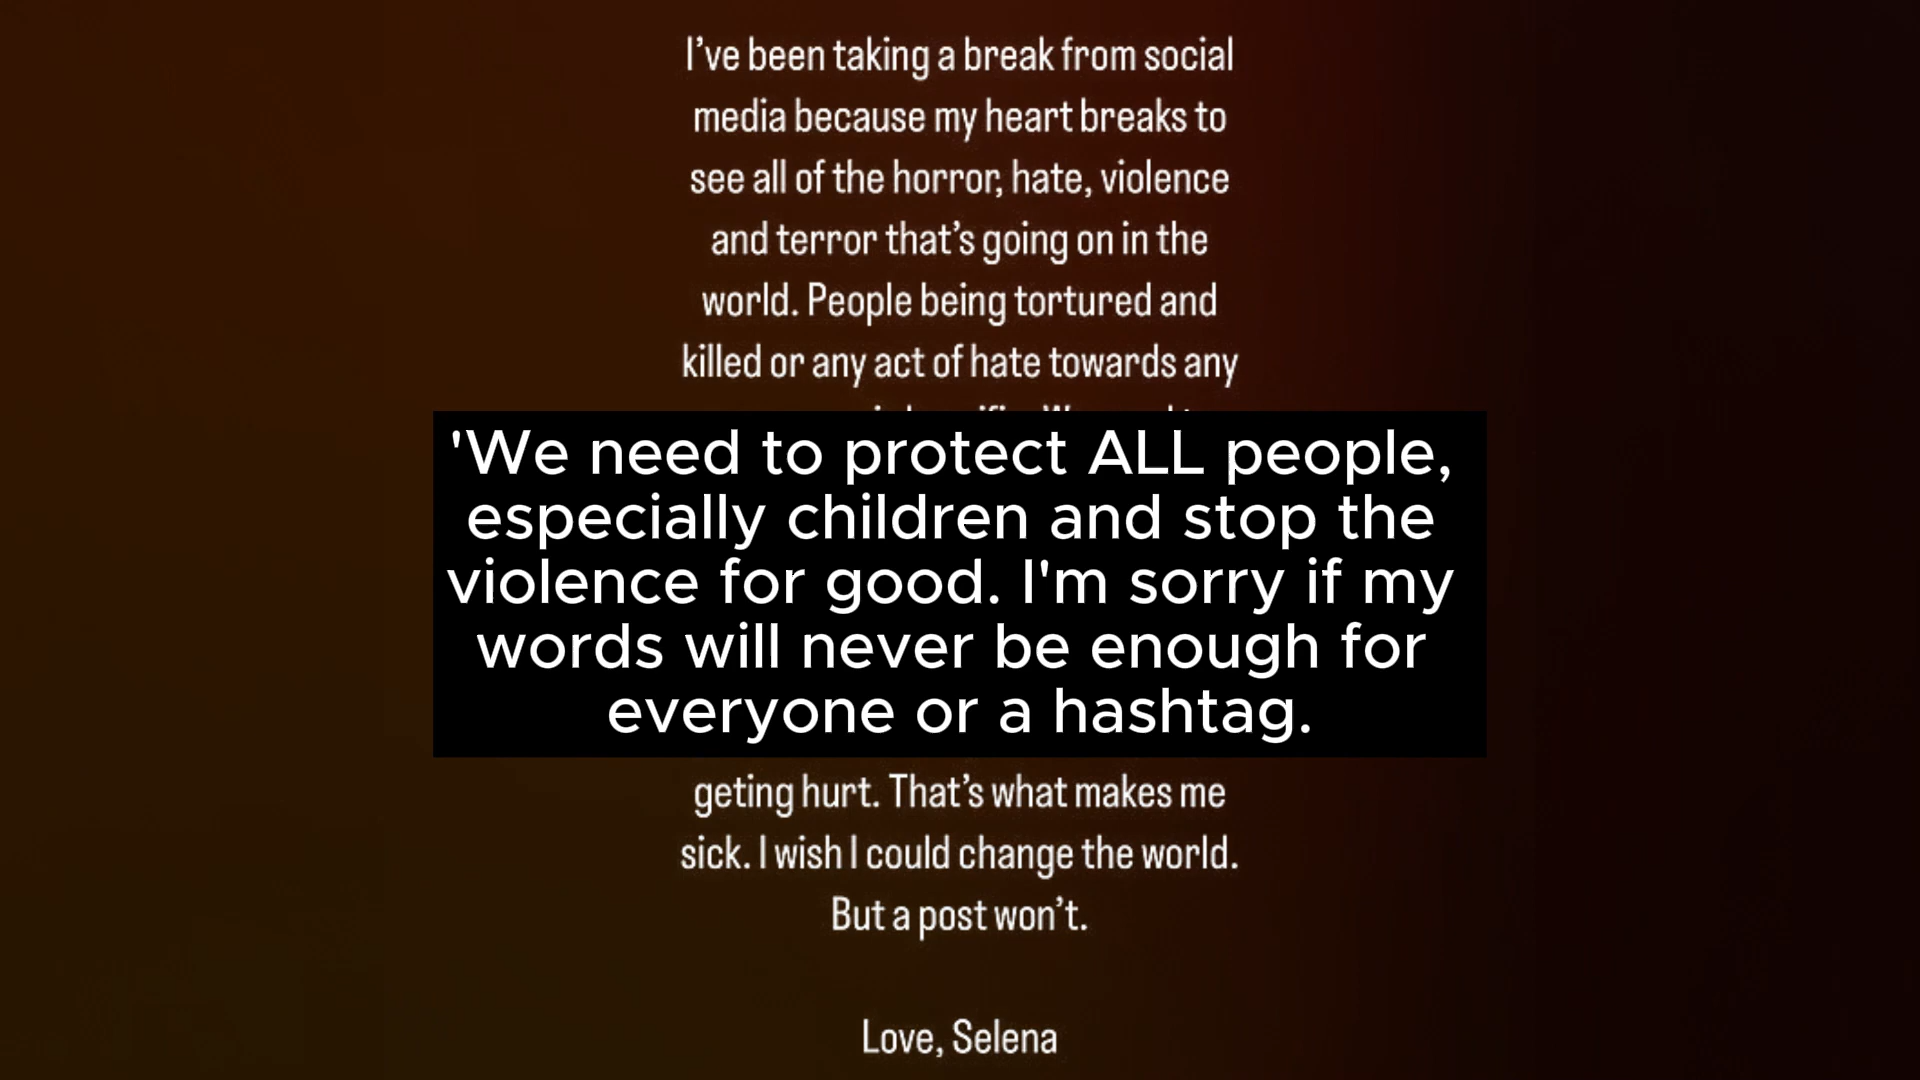 I’ve been taking a break from social
media because my heart breaks to
see all of the horror, hate, violence
and terror that’s going on in the
world. People being tortured and
killed or any act of hate towards any
'We need to protect ALL people,
especially children and stop the
violence for good. I'm sorry if my
words will never be enough for
everyone or a hashtag.
geting hurt. That’s what makes me
sick. I wish I could change the world.
But a post won’t.
Love, Selena